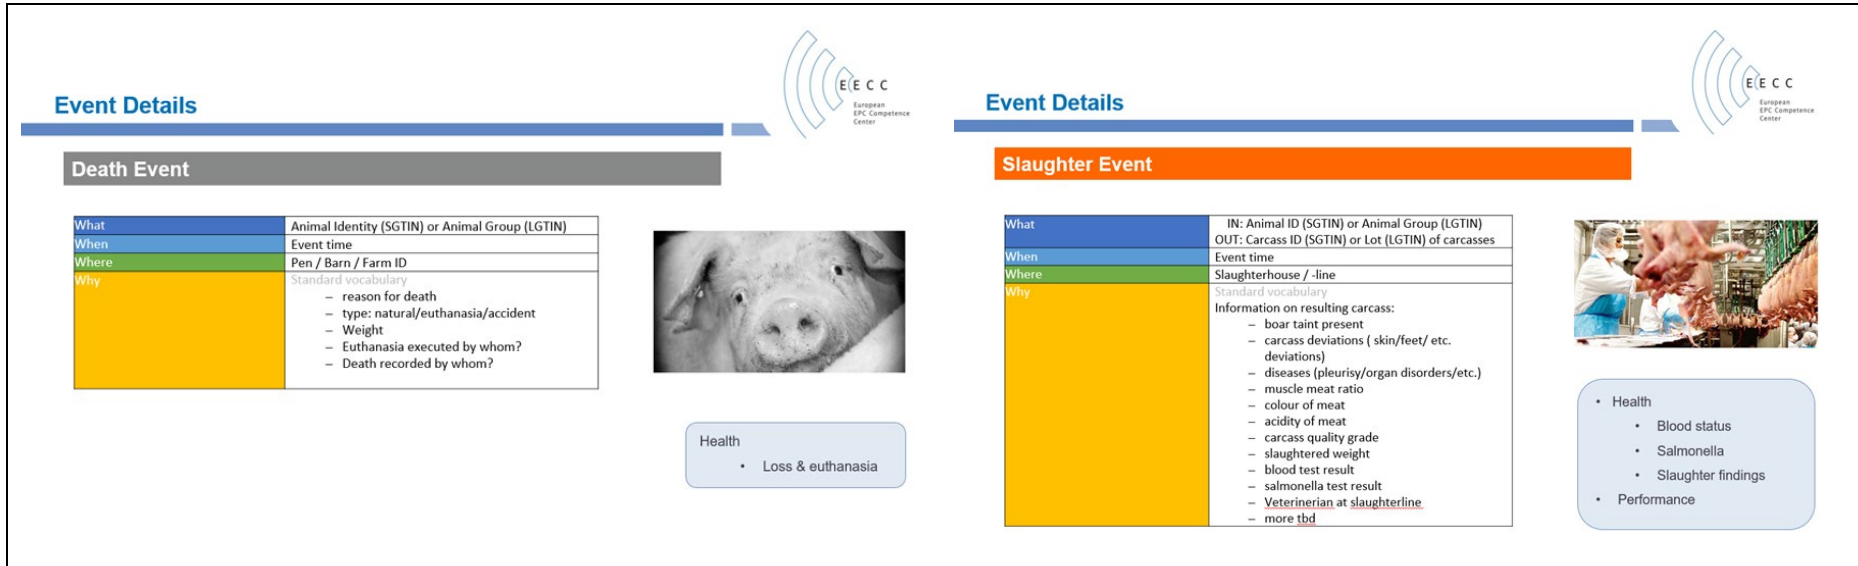 Event Details
E(E C C
European
EPC Competence
Center
Death Event
What
Animal Identity (SGTIN) or Animal Group (LGTIN)
When
Event time
Where
Pen / Barn / Farm ID
Why
Standard vocabulary
– reason for death
– type: natural/euthanasia/accident
– Weight
– Euthanasia executed by whom?
– Death recorded by whom?
Health
• Loss & euthanasia
Event Details
E(E C C
European
EPC Competence
Center
Slaughter Event
What
IN: Animal ID (SGTIN) or Animal Group (LGTIN)
OUT: Carcass ID (SGTIN) or Lot (LGTIN) of carcasses
When
Event time
Where
Slaughterhouse / -line
Why
Standard vocabulary
Information on resulting carcass:
– boar taint present
– carcass deviations ( skin/feet/ etc.
deviations)
– diseases (pleurisy/organ disorders/etc.)
– muscle meat ratio
– colour of meat
– acidity of meat
– carcass quality grade
– slaughtered weight
– blood test result
– salmonella test result
– Veterinerian at slaughterline
– more tbd
• Health
• Blood status
• Salmonella
• Slaughter findings
• Performance